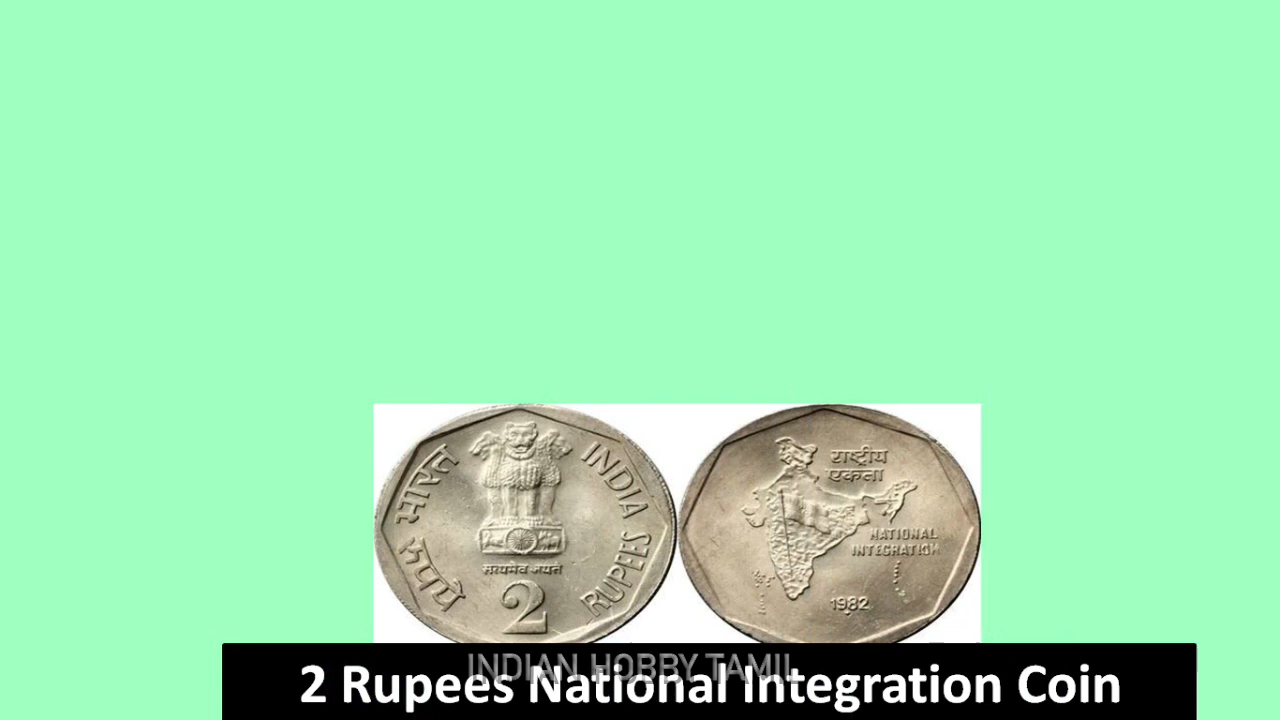 भारत
रूपये
INDIA
RUPEES
सत्यमेव जयते
2
राष्ट्रीय
एकता
NATIONAL
INTEGRATION
1982
INDIAN HOBBY TAMIL
2 Rupees National Integration Coin